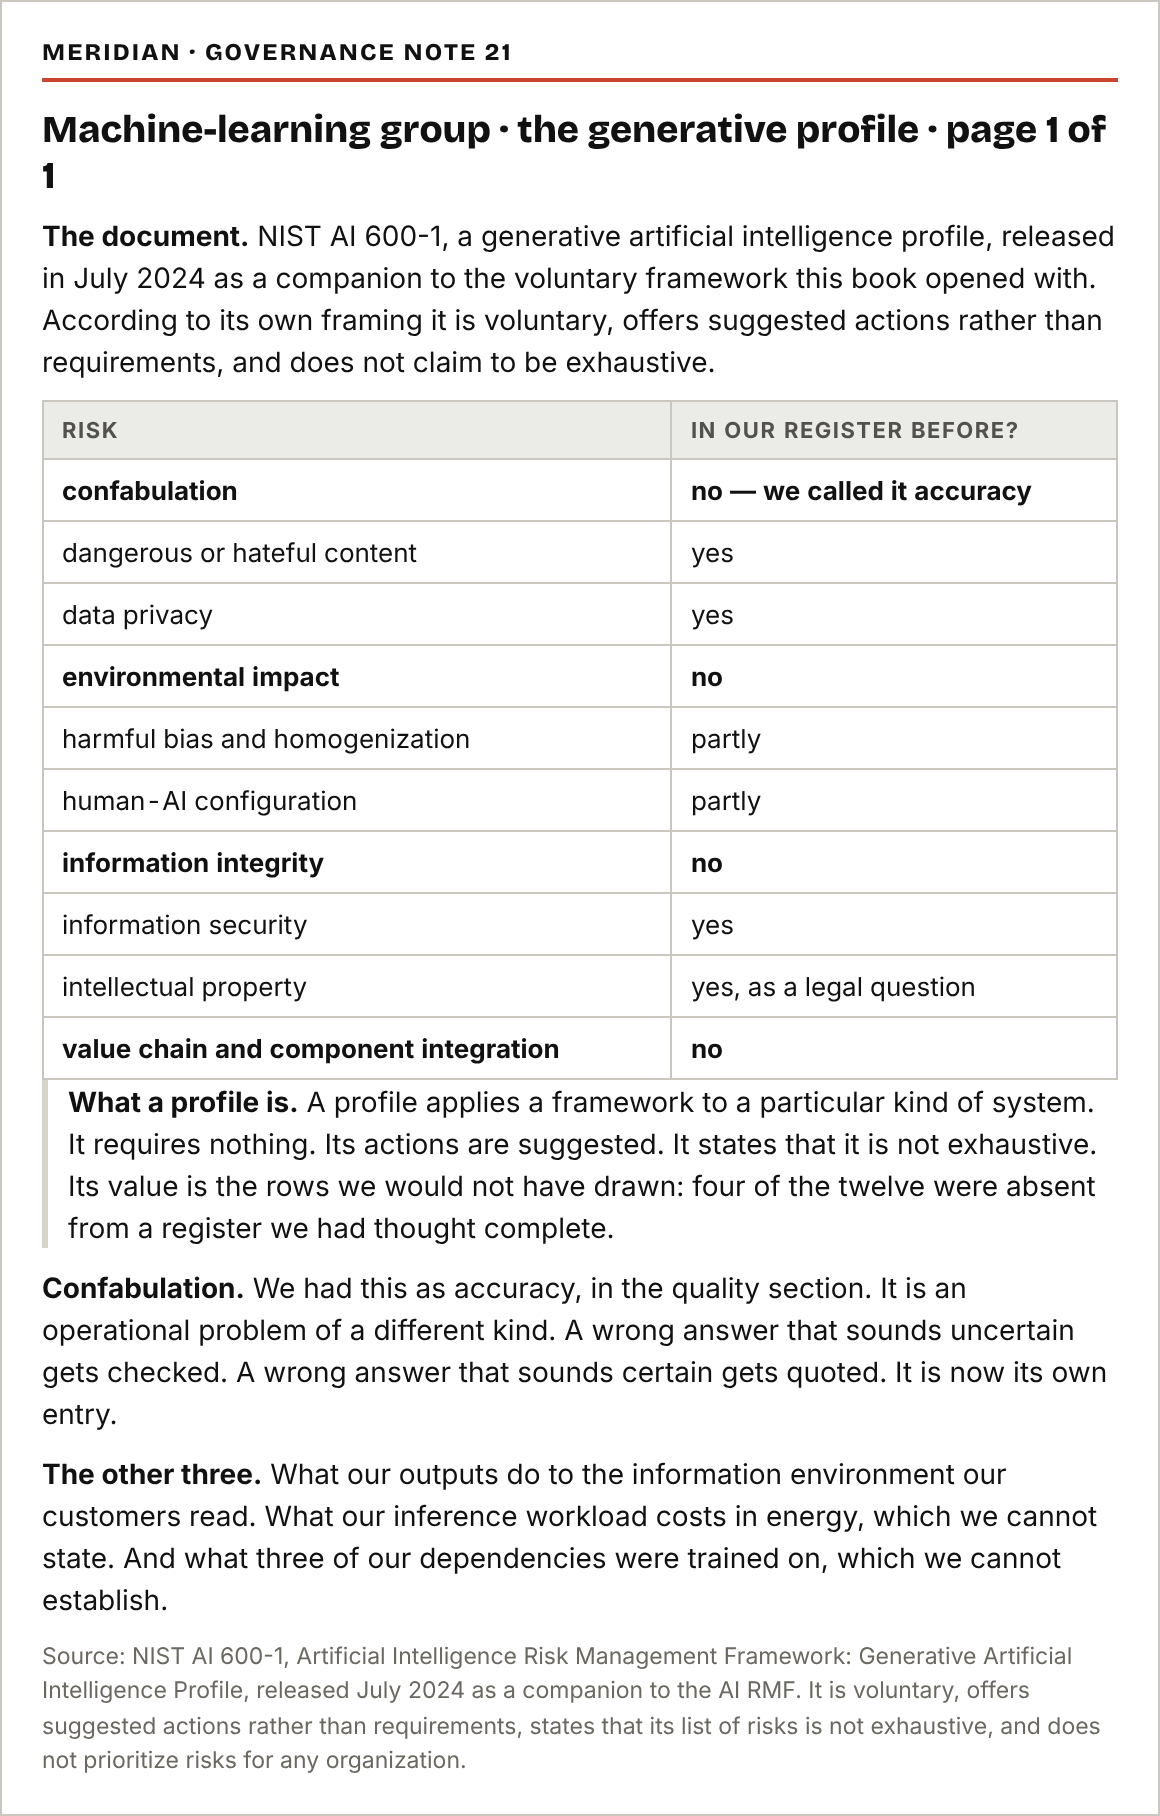 MERIDIAN · GOVERNANCE NOTE 21
Machine-learning group · the generative profile · page 1 of
1
The document. NIST AI 600-1, a generative artificial intelligence profile, released
in July 2024 as a companion to the voluntary framework this book opened with.
According to its own framing it is voluntary, offers suggested actions rather than
requirements, and does not claim to be exhaustive.
RISK IN OUR REGISTER BEFORE?
confabulation no — we called it accuracy
dangerous or hateful content yes
data privacy yes
environmental impact no
harmful bias and homogenization partly
human-AI configuration partly
information integrity no
information security yes
intellectual property yes, as a legal question
value chain and component integration no
What a profile is. A profile applies a framework to a particular kind of system.
It requires nothing. Its actions are suggested. It states that it is not exhaustive.
Its value is the rows we would not have drawn: four of the twelve were absent
from a register we had thought complete.
Confabulation. We had this as accuracy, in the quality section. It is an
operational problem of a different kind. A wrong answer that sounds uncertain
gets checked. A wrong answer that sounds certain gets quoted. It is now its own
entry.
The other three. What our outputs do to the information environment our
customers read. What our inference workload costs in energy, which we cannot
state. And what three of our dependencies were trained on, which we cannot
establish.
Source: NIST AI 600-1, Artificial Intelligence Risk Management Framework: Generative Artificial
Intelligence Profile, released July 2024 as a companion to the AI RMF. It is voluntary, offers
suggested actions rather than requirements, states that its list of risks is not exhaustive, and does
not prioritize risks for any organization.